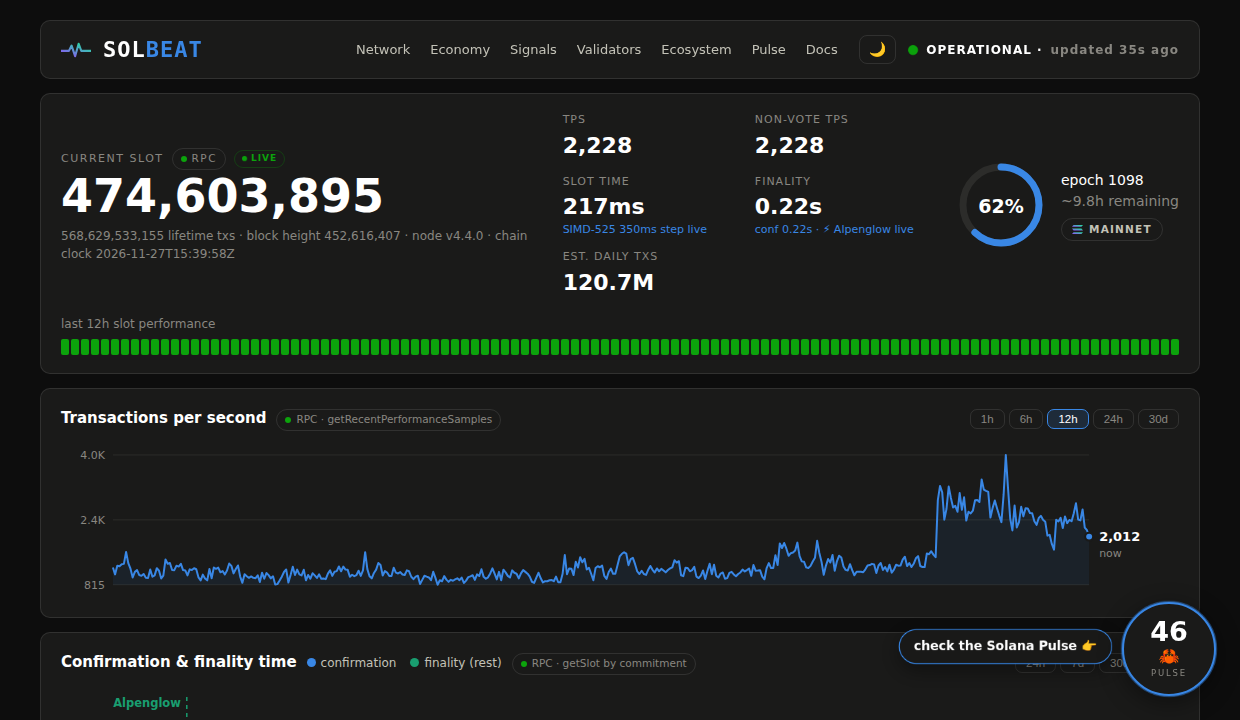 SOLBEAT
Network Economy Signals Validators Ecosystem Pulse Docs
OPERATIONAL · updated 35s ago
CURRENT SLOT RPC LIVE
474,603,895
568,629,533,155 lifetime txs · block height 452,616,407 · node v4.4.0 · chain
clock 2026-11-27T15:39:58Z
TPS
2,228
NON-VOTE TPS
2,228
SLOT TIME
217ms
SIMD-525 350ms step live
FINALITY
0.22s
conf 0.22s · ⚡ Alpenglow live
EST. DAILY TXS
120.7M
62%
epoch 1098
~9.8h remaining
MAINNET
last 12h slot performance
Transactions per second RPC · getRecentPerformanceSamples
1h 6h 12h 24h 30d
4.0K
2.4K
815
2,012
now
Confirmation & finality time confirmation finality (rest) RPC · getSlot by commitment
check the Solana Pulse 👉
46
🦀
PULSE
Alpenglow